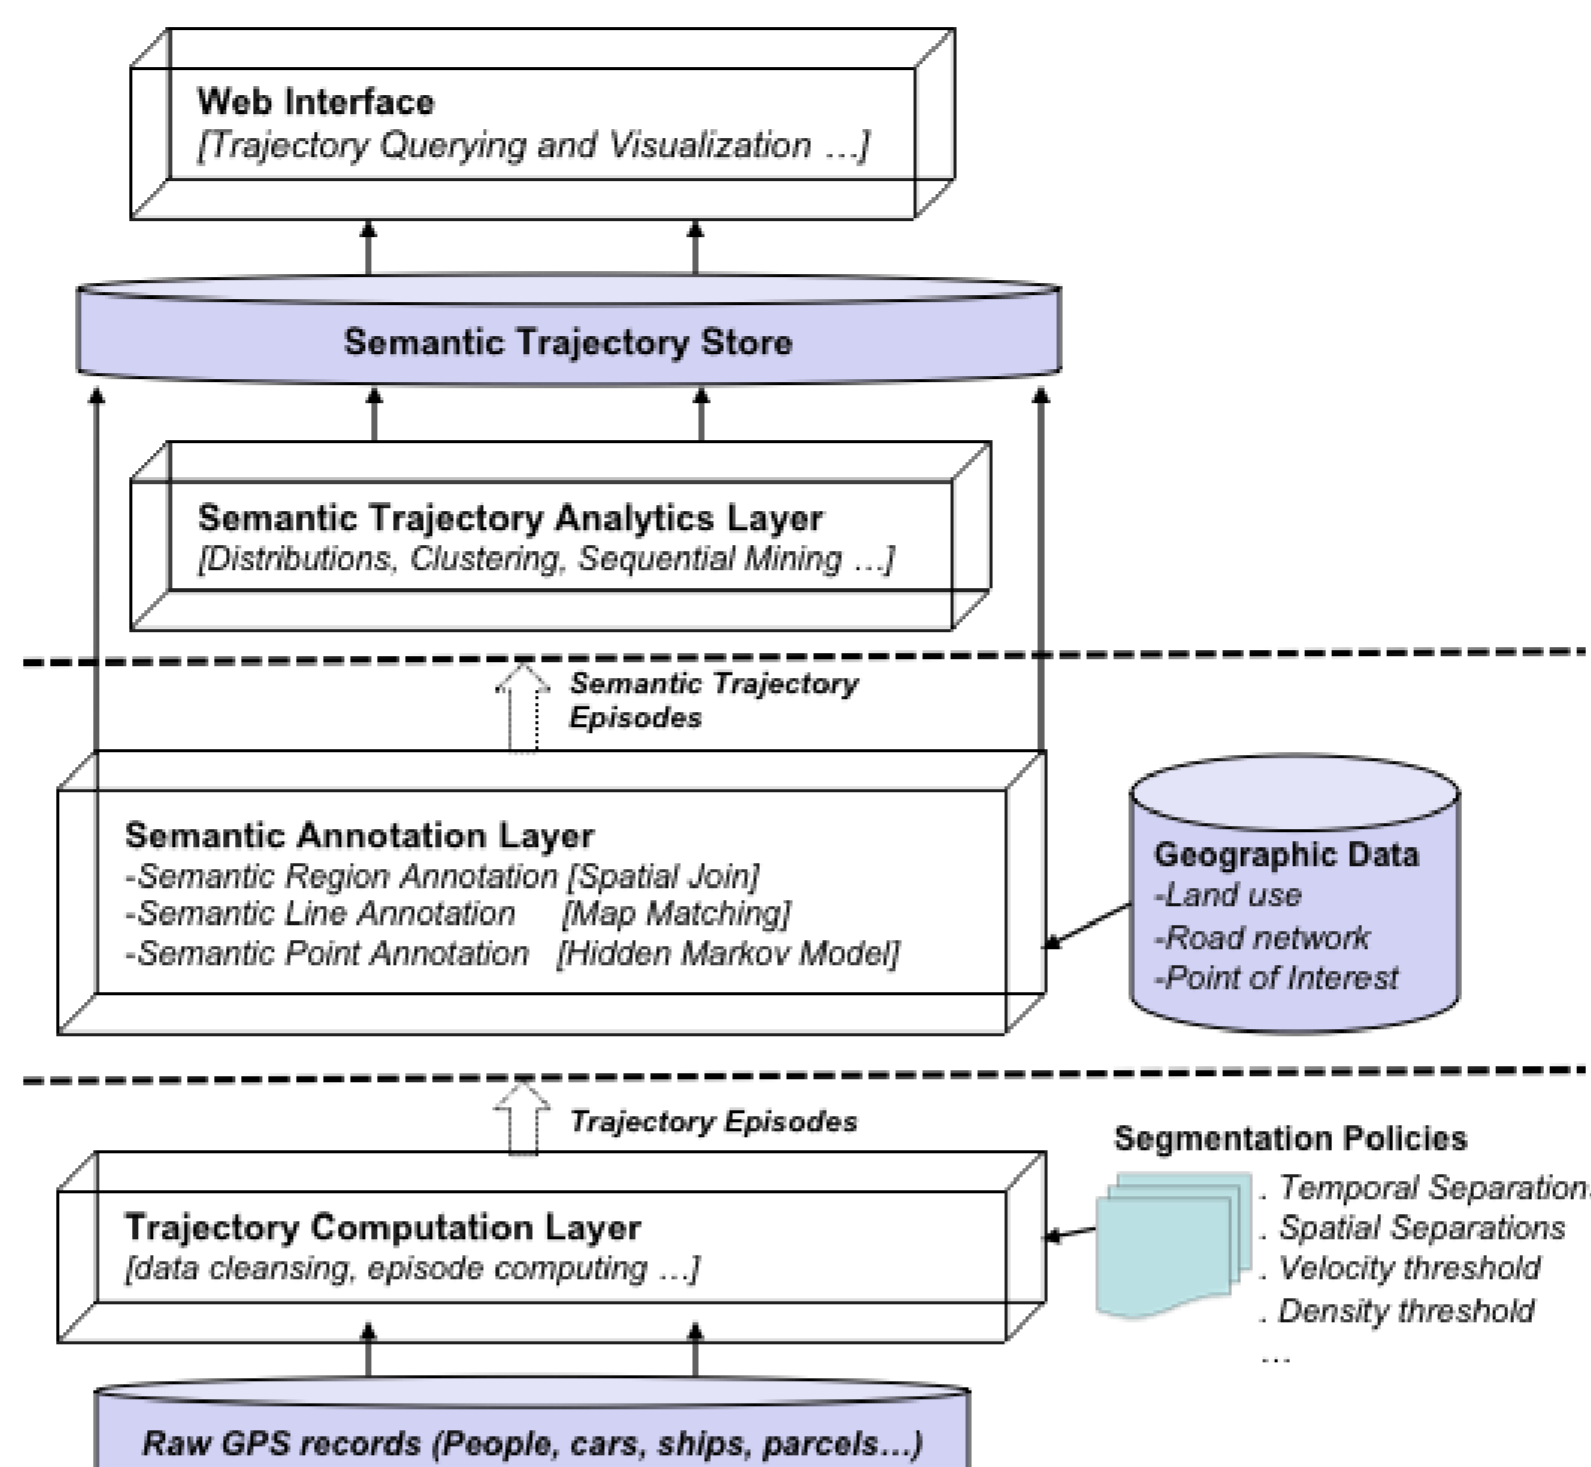 Web Interface
[Trajectory Querying and Visualization ...]
Semantic Trajectory Store
Semantic Trajectory Analytics Layer
[Distributions, Clustering, Sequential Mining ...]
Semantic Trajectory
Episodes
Semantic Annotation Layer
-Semantic Region Annotation [Spatial Join]
-Semantic Line Annotation [Map Matching]
-Semantic Point Annotation [Hidden Markov Model]
Geographic Data
-Land use
-Road network
-Point of Interest
Trajectory Episodes
Trajectory Computation Layer
[data cleansing, episode computing ...]
Segmentation Policies
. Temporal Separations
. Spatial Separations
. Velocity threshold
. Density threshold
...
Raw GPS records (People, cars, ships, parcels...)